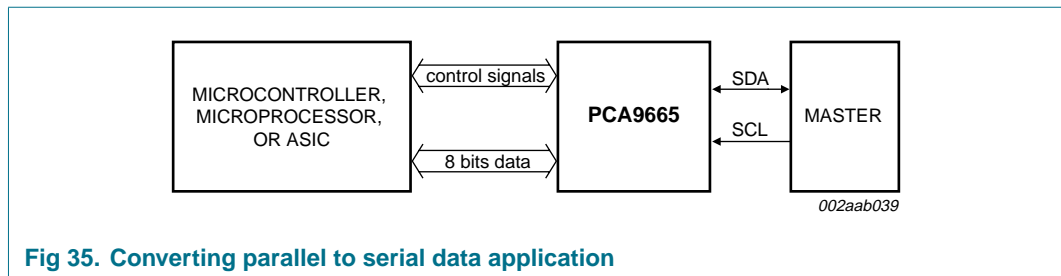 MICROCONTROLLER,
MICROPROCESSOR,
OR ASIC
control signals
8 bits data
PCA9665
SDA
SCL
MASTER
002aab039
Fig 35. Converting parallel to serial data application